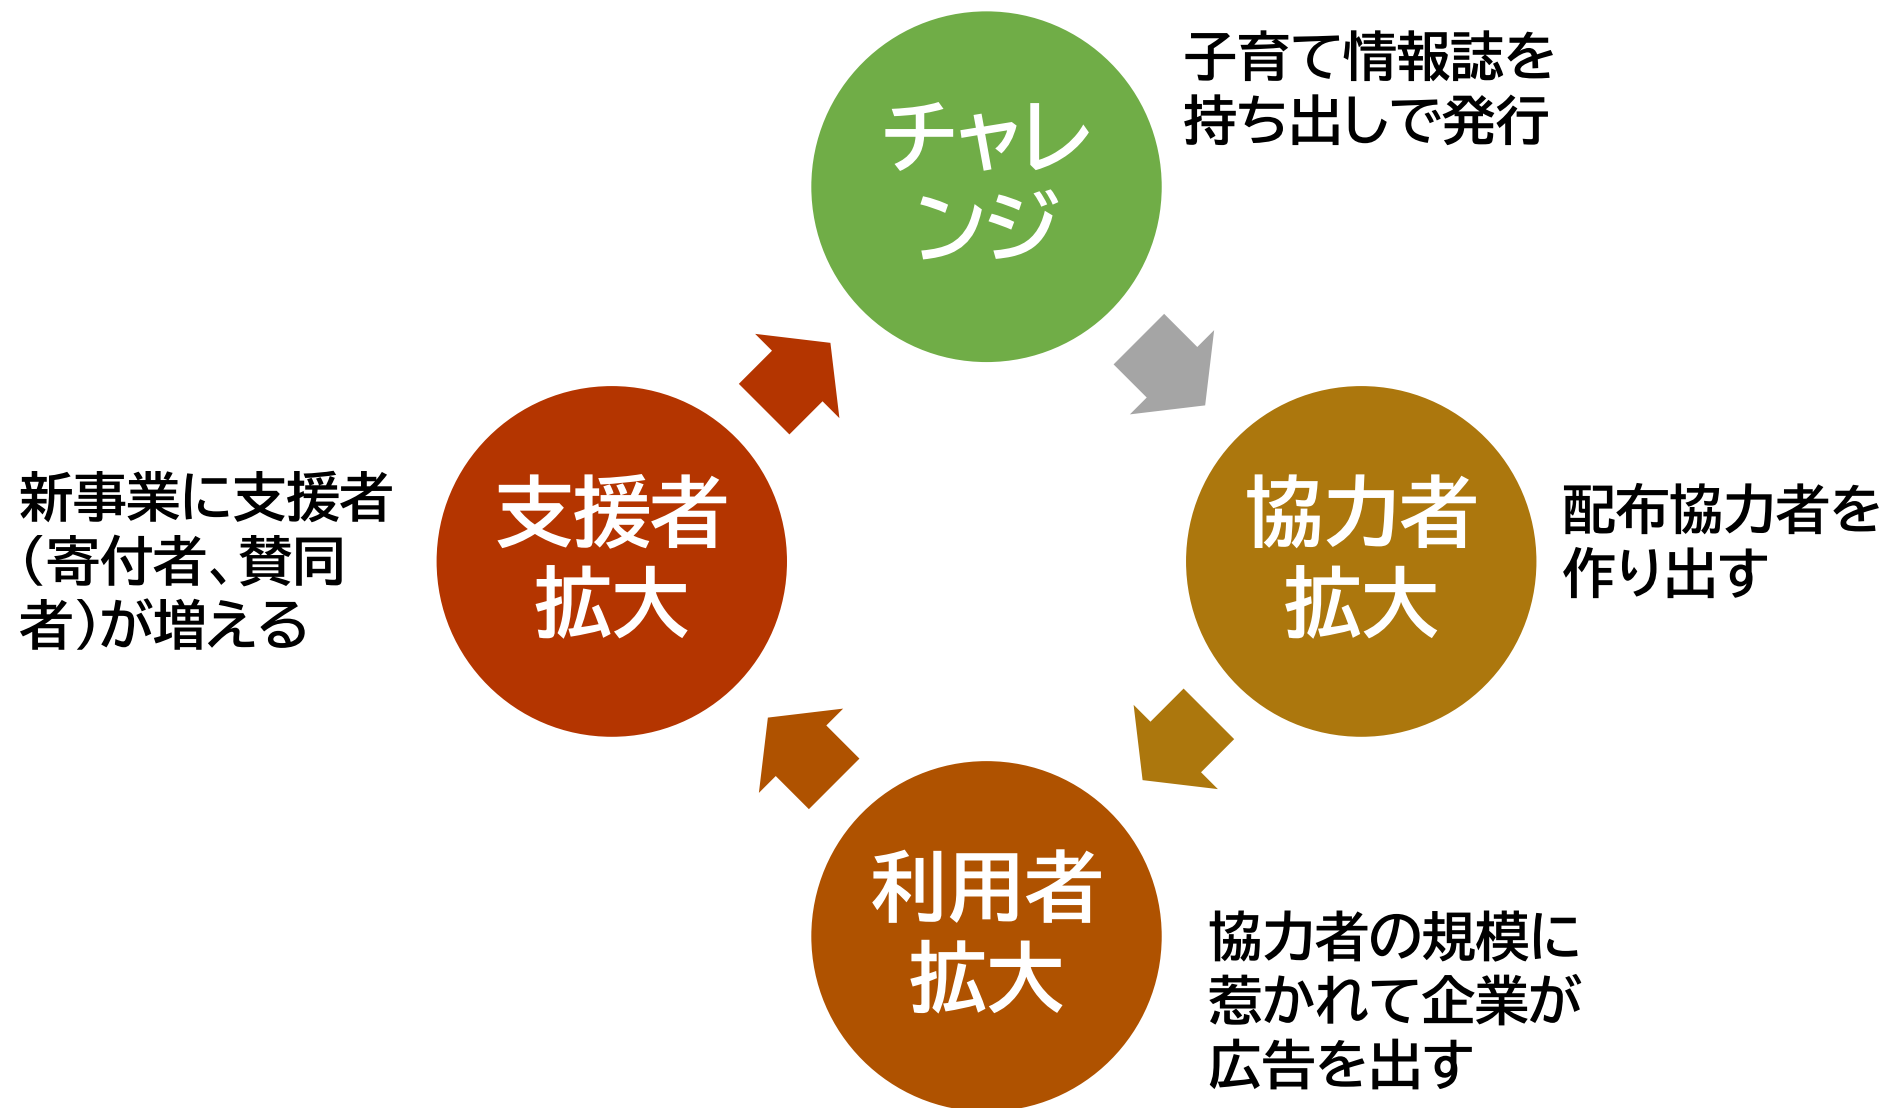 チャレ
ンジ
子育て情報誌を
持ち出しで発行
協力者
拡大
配布協力者を
作り出す
利用者
拡大
協力者の規模に
惹かれて企業が
広告を出す
支援者
拡大
新事業に支援者
（寄付者、賛同
者）が増える